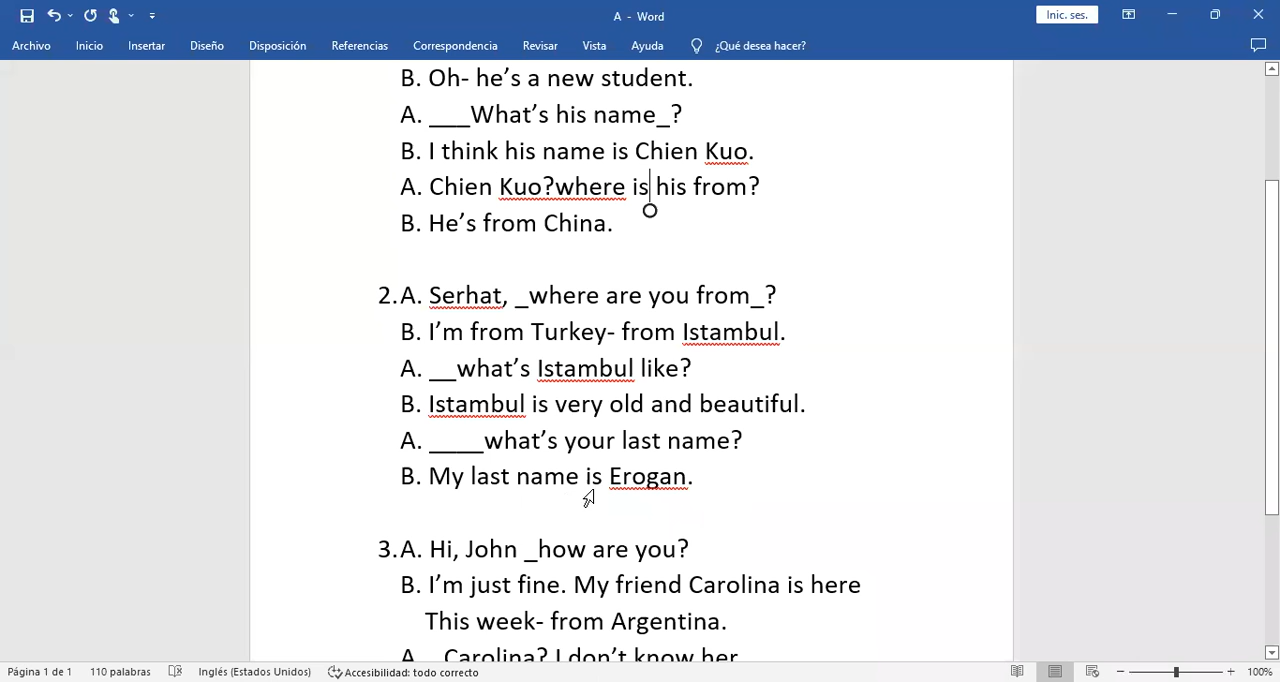 A - Word
Inic. ses.
Archivo Inicio Insertar Diseño Disposición Referencias Correspondencia Revisar Vista Ayuda ¿Qué desea hacer?
B. Oh- he’s a new student.
A. ___What’s his name_?
B. I think his name is Chien Kuo.
A. Chien Kuo?where is his from?
B. He’s from China.
2. A. Serhat, _where are you from_?
B. I’m from Turkey- from Istambul.
A. __what’s Istambul like?
B. Istambul is very old and beautiful.
A. ____what’s your last name?
B. My last name is Erogan.
3. A. Hi, John _how are you?
B. I’m just fine. My friend Carolina is here
This week- from Argentina.
A. _Carolina? I don’t know her
Página 1 de 1 110 palabras Inglés (Estados Unidos) Accesibilidad: todo correcto 100%